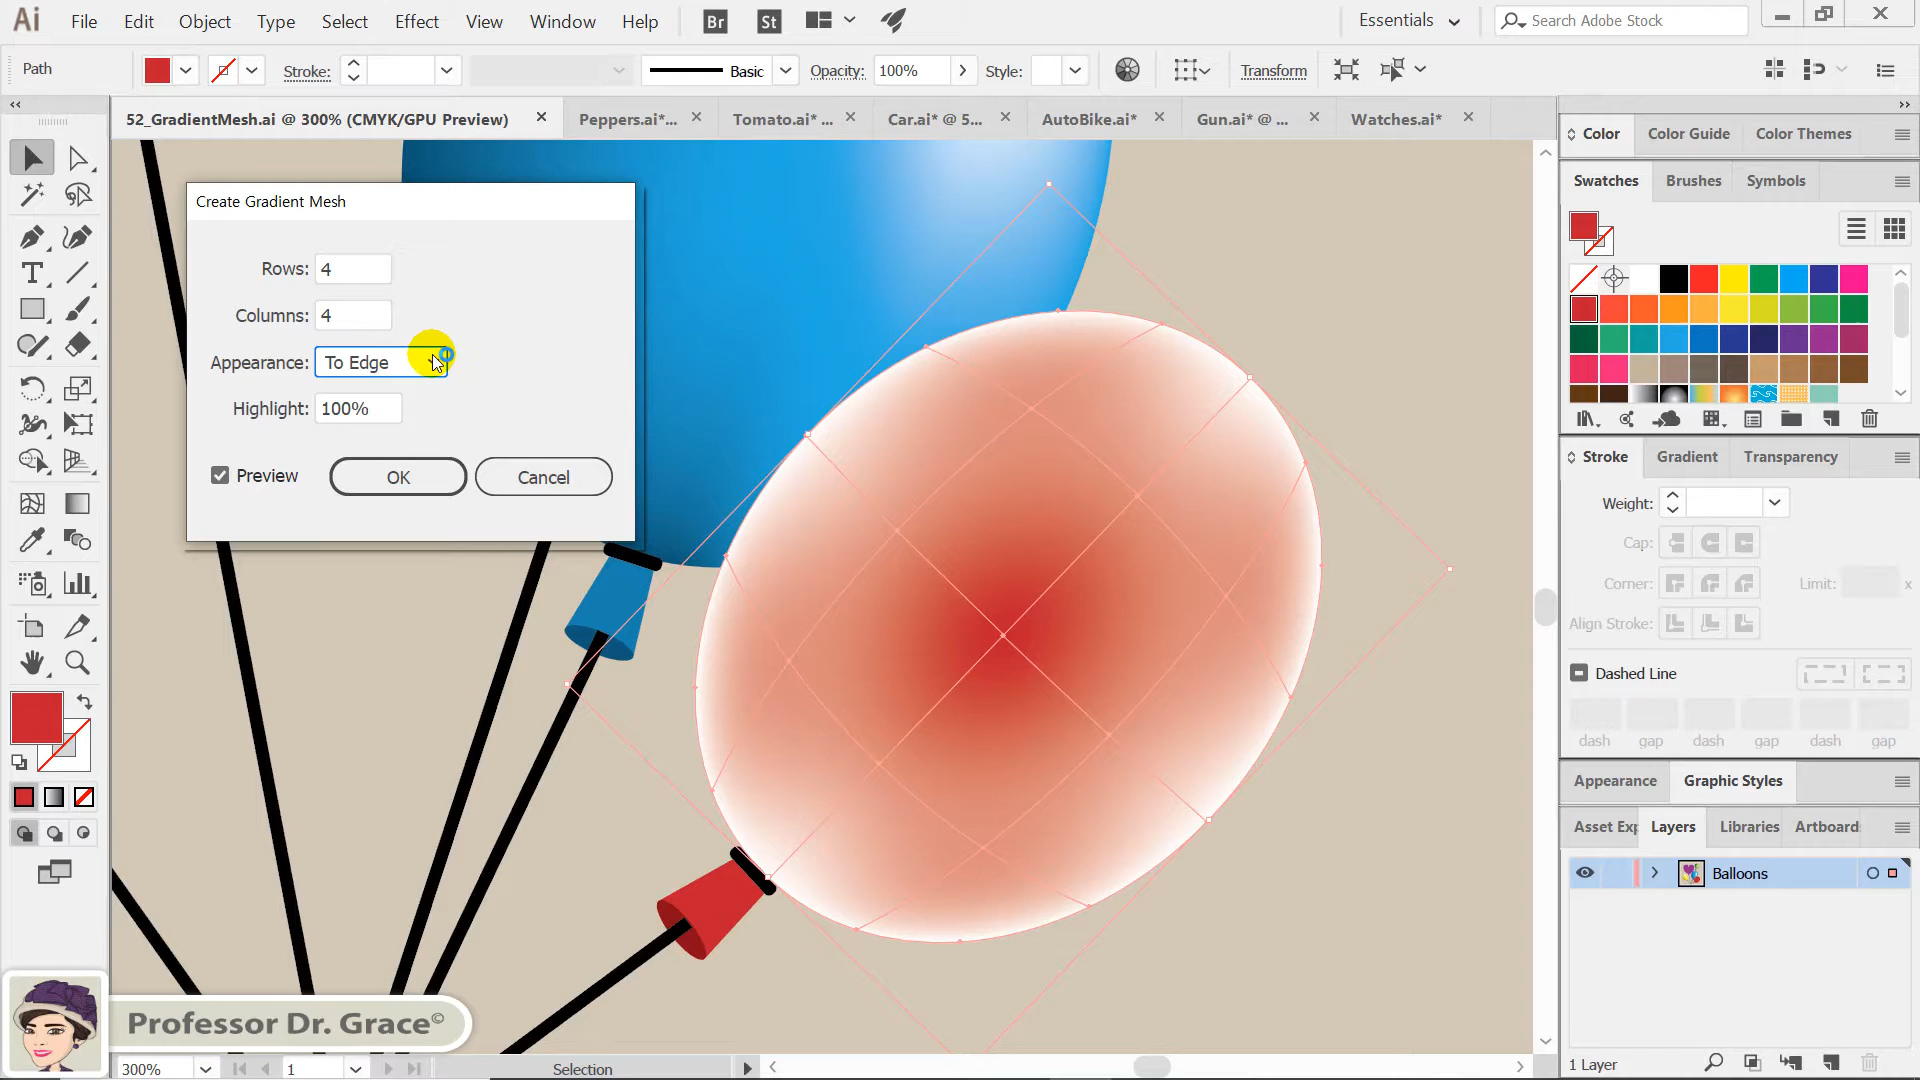 Ai File Edit Object Type Select Effect View Window Help Br St Essentials Search Adobe Stock
Path Stroke: Basic Opacity: 100% Style: Transform
52_GradientMesh.ai @ 300% (CMYK/GPU Preview) Peppers.ai*... Tomato.ai* ... Car.ai* @ 5... AutoBike.ai* Gun.ai* @ ... Watches.ai*
Color Color Guide Color Themes
Swatches Brushes Symbols
Create Gradient Mesh
Rows: 4
Columns: 4
Appearance: To Edge
Highlight: 100%
Preview OK Cancel
Stroke Gradient Transparency
Weight:
Cap:
Corner: Limit: x
Align Stroke:
Dashed Line
dash gap dash gap dash gap
Appearance Graphic Styles
Asset Exp Layers Libraries Artboard
Balloons
Professor Dr. Grace©
300% 1 Selection
1 Layer